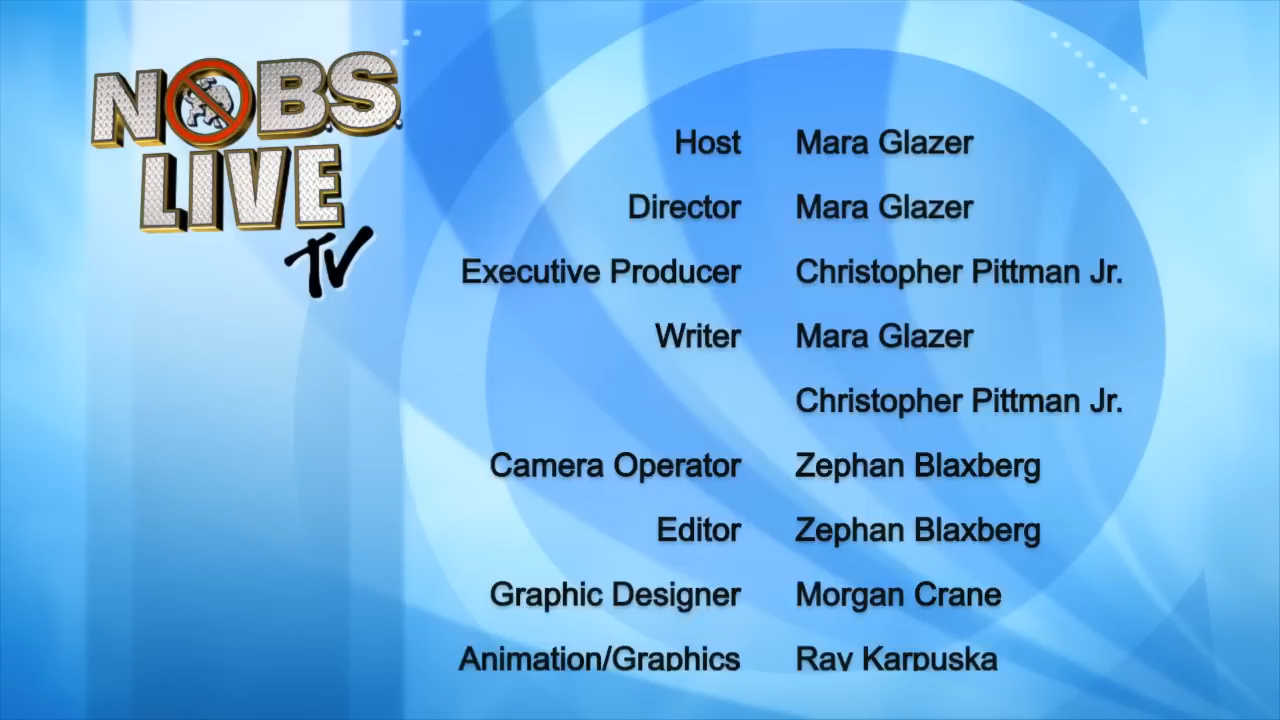 NO B.S.
LIVE
TV
Host Mara Glazer
Director Mara Glazer
Executive Producer Christopher Pittman Jr.
Writer Mara Glazer
Christopher Pittman Jr.
Camera Operator Zephan Blaxberg
Editor Zephan Blaxberg
Graphic Designer Morgan Crane
Animation/Graphics Ray Karpuska